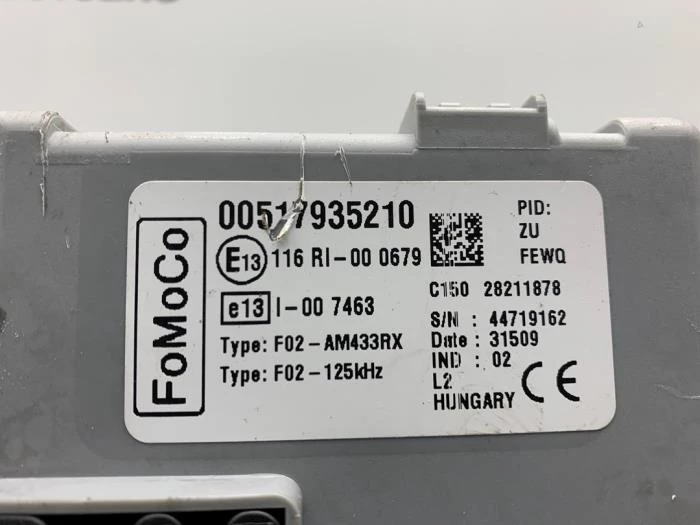 FoMoCo
00517935210
E13 116 RI-00 0679
e13 I-00 7463
Type: F02-AM433RX
Type: F02-125kHz
PID:
ZU
FEWQ
C150 28211878
S/N : 44719162
Date : 31509
IND : 02
L2
HUNGARY CE